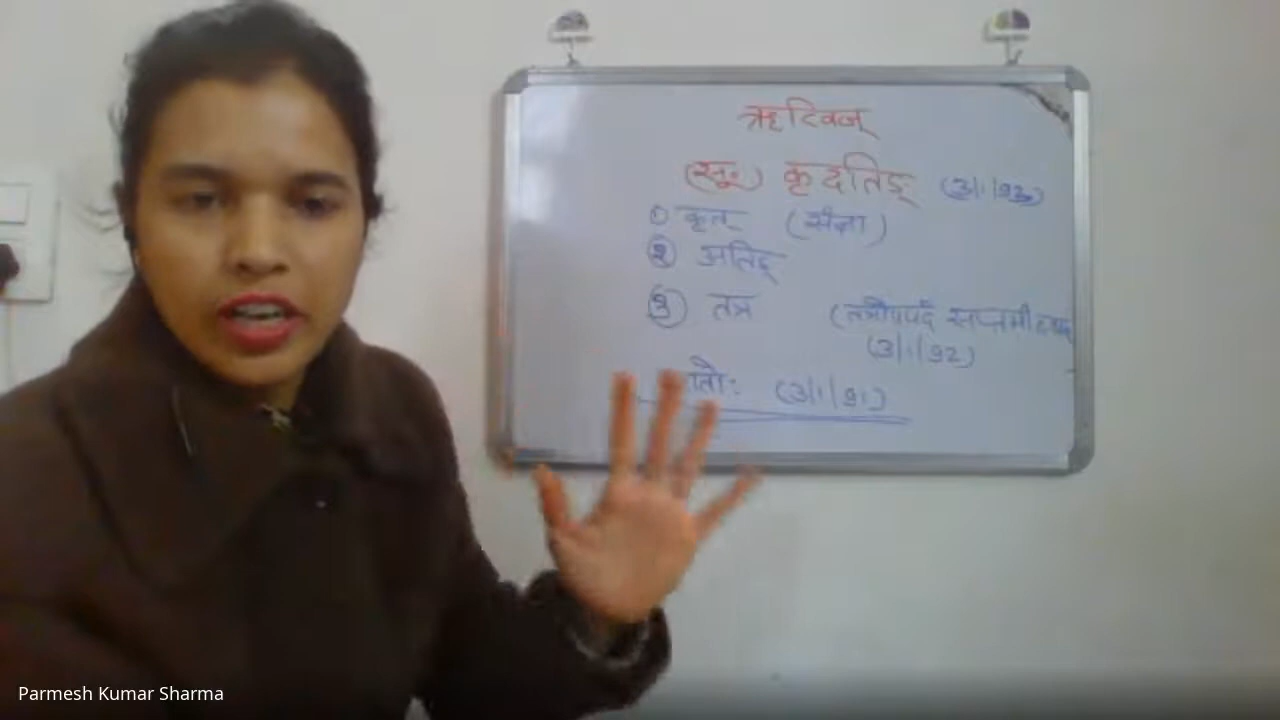 ऋत्विज्
(सू॰) कृदतिङ् (3|1|93)
① कृत् (संज्ञा)
② अतिङ्
③ तत्र (तत्रोपपदं सप्तमीस्थम्
(3|1|92)
(3|1|91)
Parmesh Kumar Sharma